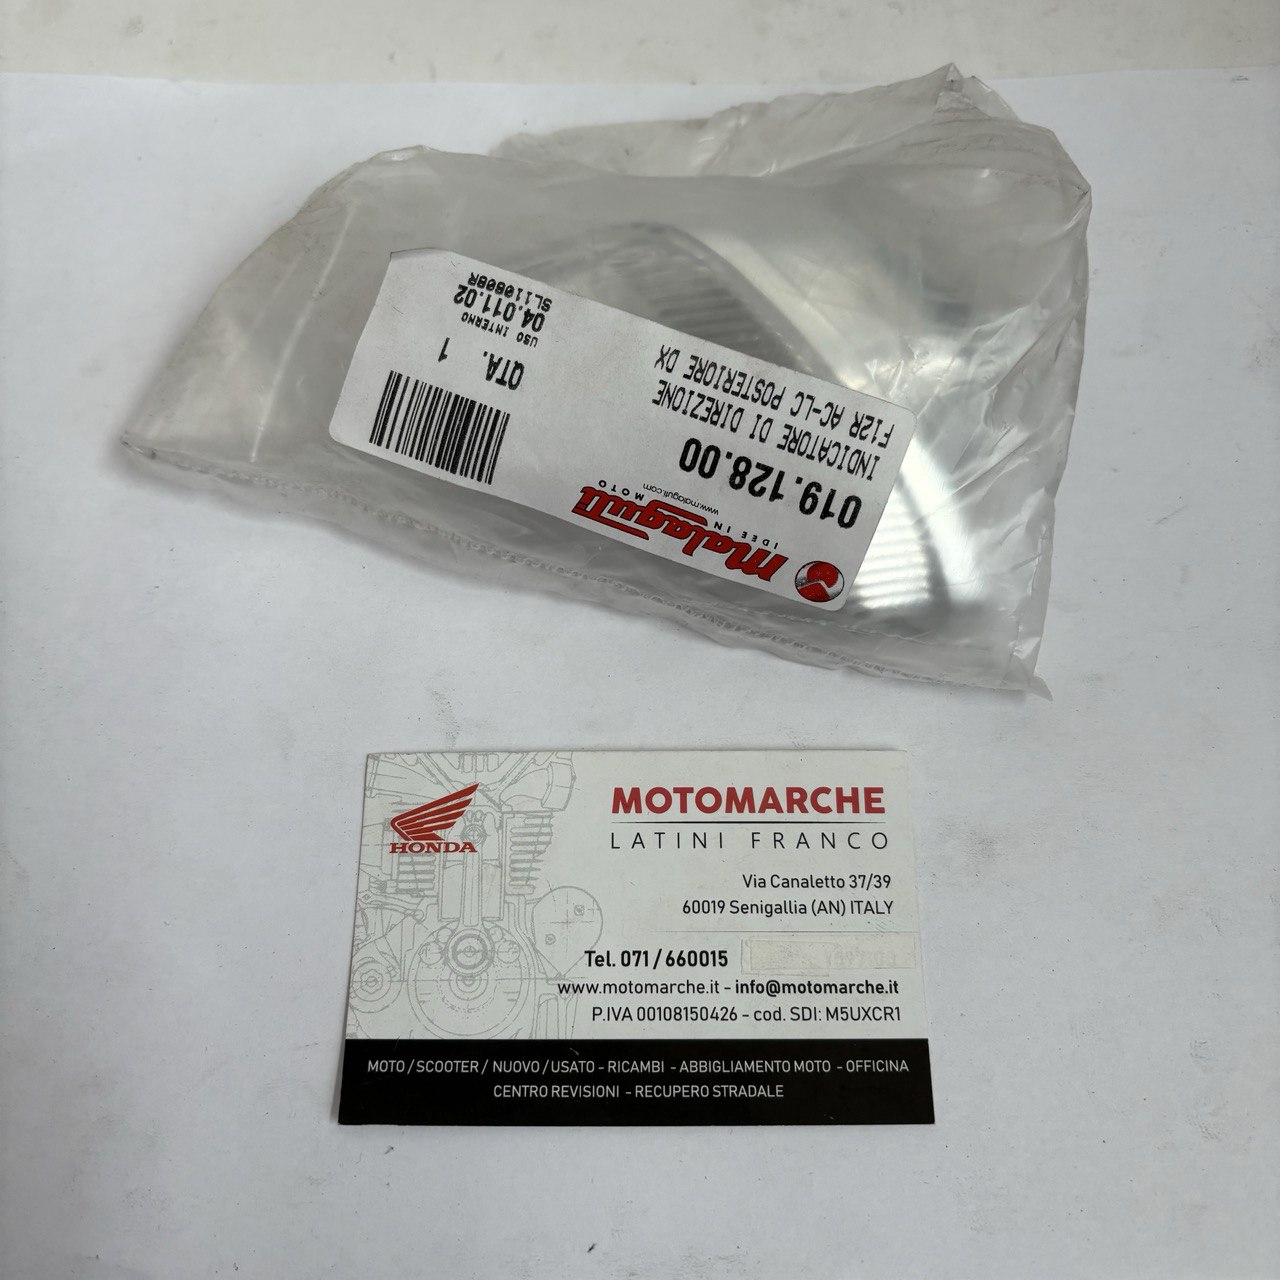 malaguti
MOTO
IDEE IN
www.malaguti.com
019.128.00
INDICATORE DI DIREZIONE
F12R AC-LC POSTERIORE DX
QTA. 1
USO INTERNO
04.011.02
SL110608R
HONDA
MOTOMARCHE
LATINI FRANCO
Via Canaletto 37/39
60019 Senigallia (AN) ITALY
Tel. 071 / 660015
www.motomarche.it - info@motomarche.it
P.IVA 00108150426 - cod. SDI: M5UXCR1
MOTO / SCOOTER / NUOVO / USATO - RICAMBI - ABBIGLIAMENTO MOTO - OFFICINA
CENTRO REVISIONI - RECUPERO STRADALE